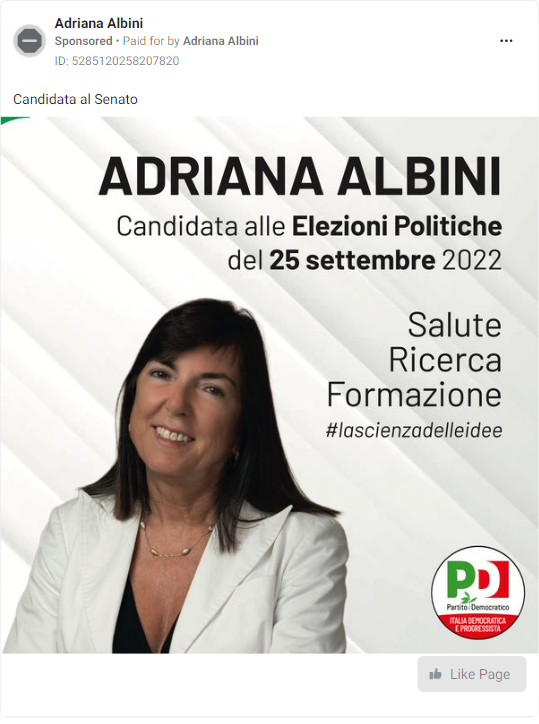 Adriana Albini
Sponsored • Paid for by Adriana Albini
ID: 5285120258207820
Candidata al Senato
ADRIANA ALBINI
Candidata alle Elezioni Politiche
del 25 settembre 2022
Salute
Ricerca
Formazione
#lascienzadelleidee
PD
Partito Democratico
ITALIA DEMOCRATICA
E PROGRESSISTA
Like Page